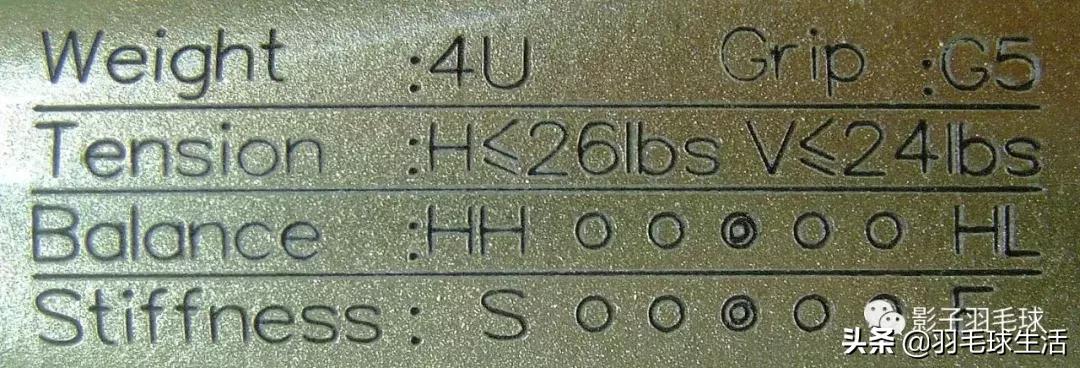 Weight :4U Grip :G5
Tension :H≤26lbs V≤24lbs
Balance :HH ○ ○ ◎ ○ ○ HL
Stiffness : S ○ ○ ◎ ○ ○ F
影子羽毛球
头条 @羽毛球生活